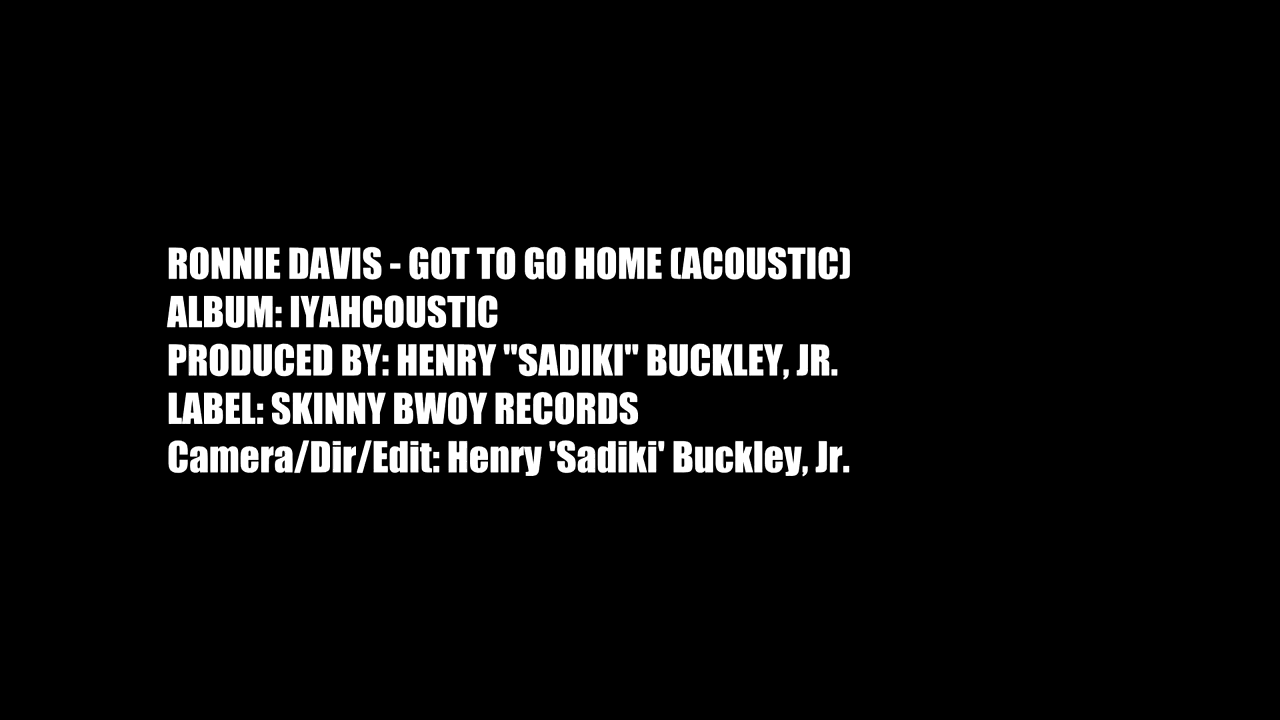 RONNIE DAVIS - GOT TO GO HOME (ACOUSTIC)
ALBUM: IYAHCOUSTIC
PRODUCED BY: HENRY "SADIKI" BUCKLEY, JR.
LABEL: SKINNY BWOY RECORDS
Camera/Dir/Edit: Henry 'Sadiki' Buckley, Jr.